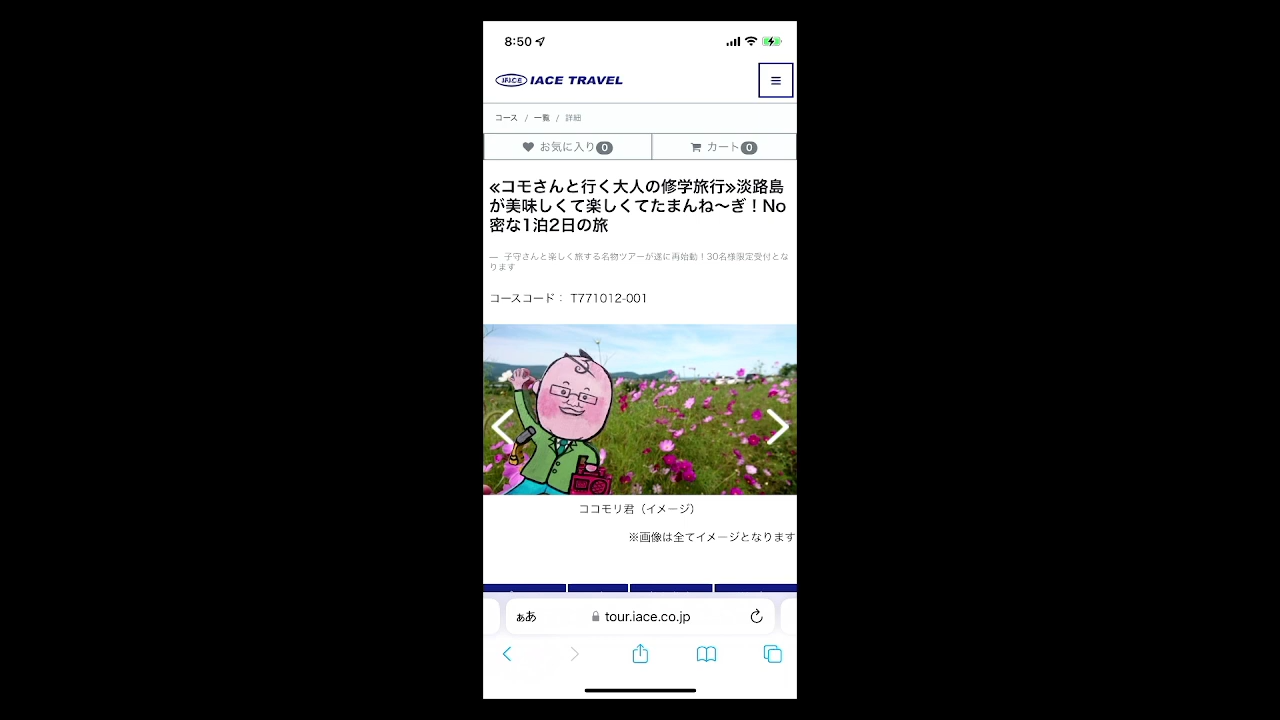 8:50
IACE IACE TRAVEL
コース / 一覧 / 詳細
お気に入り 0 カート 0
≪コモさんと行く大人の修学旅行≫淡路島
が美味しくて楽しくてたまんね〜ぎ！No
密な1泊2日の旅
— 子守さんと楽しく旅する名物ツアーが遂に再始動！30名様限定受付とな
ります
コースコード： T771012-001
ココモリ君（イメージ）
※画像は全てイメージとなります
ぁあ tour.iace.co.jp